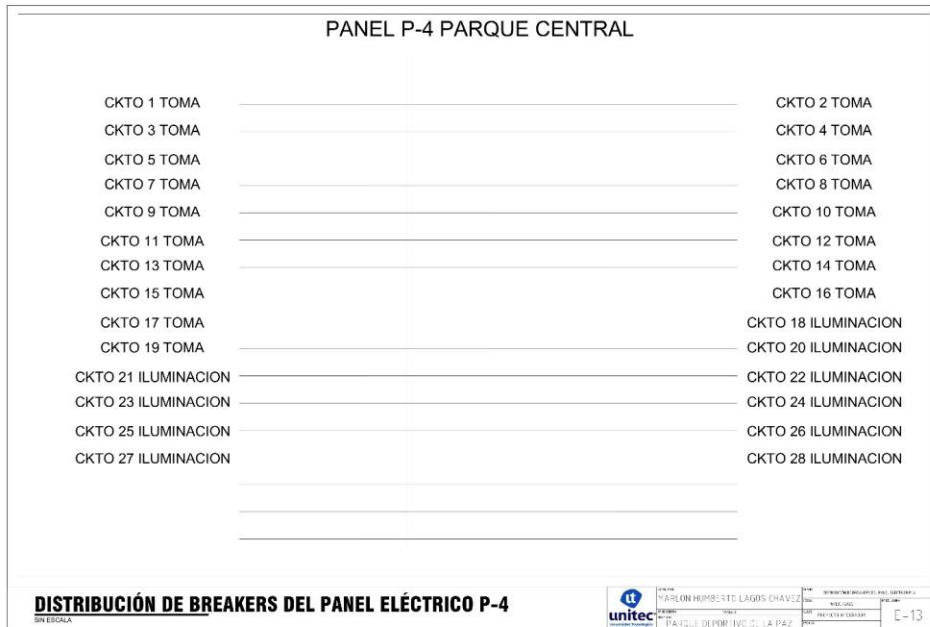 PANEL P-4 PARQUE CENTRAL
CKTO 1 TOMA CKTO 2 TOMA
CKTO 3 TOMA CKTO 4 TOMA
CKTO 5 TOMA CKTO 6 TOMA
CKTO 7 TOMA CKTO 8 TOMA
CKTO 9 TOMA CKTO 10 TOMA
CKTO 11 TOMA CKTO 12 TOMA
CKTO 13 TOMA CKTO 14 TOMA
CKTO 15 TOMA CKTO 16 TOMA
CKTO 17 TOMA CKTO 18 ILUMINACION
CKTO 19 TOMA CKTO 20 ILUMINACION
CKTO 21 ILUMINACION CKTO 22 ILUMINACION
CKTO 23 ILUMINACION CKTO 24 ILUMINACION
CKTO 25 ILUMINACION CKTO 26 ILUMINACION
CKTO 27 ILUMINACION CKTO 28 ILUMINACION
DISTRIBUCIÓN DE BREAKERS DEL PANEL ELÉCTRICO P-4
SIN ESCALA
unitec
MARLON HUMBERTO LAGOS CHAVEZ
PARQUE DEPORTIVO DE LA PAZ
E-13